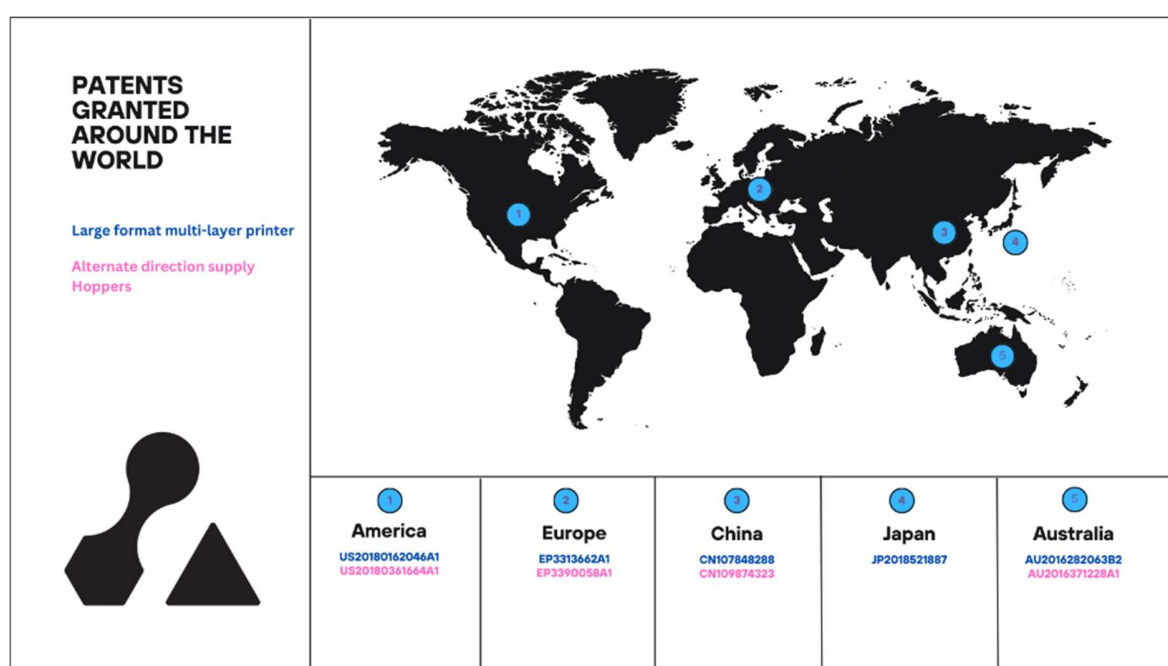 PATENTS
GRANTED
AROUND THE
WORLD
Large format multi-layer printer
Alternate direction supply
Hoppers
1
2
3
4
5
1
America
US20180162046A1
US20180361664A1
2
Europe
EP3313662A1
EP3390058A1
3
China
CN107848288
CN109874323
4
Japan
JP2018521887
5
Australia
AU2016282063B2
AU2016371228A1